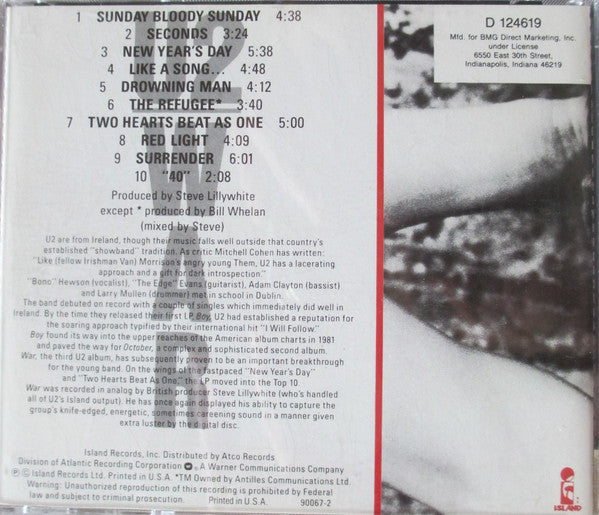 1 SUNDAY BLOODY SUNDAY 4:38
2 SECONDS 3:24
3 NEW YEAR'S DAY 5:38
4 LIKE A SONG... 4:48
5 DROWNING MAN 4:12
6 THE REFUGEE* 3:40
7 TWO HEARTS BEAT AS ONE 5:00
8 RED LIGHT 4:09
9 SURRENDER 6:01
10 "40" 2:08
Produced by Steve Lillywhite
except * produced by Bill Whelan
(mixed by Steve)
U2 are from Ireland, though their music falls well outside that country's
established "showband" tradition. As critic Mitchell Cohen has written:
"Like (fellow Irishman Van) Morrison's angry young Them, U2 has a lacerating
approach and a gift for dark introspection."
"Bono" Hewson (vocalist), "The Edge" Evans (guitarist), Adam Clayton (bassist)
and Larry Mullen (drummer) met in school in Dublin.
The band debuted on record with a couple of singles which immediately did well in
Ireland. By the time they released their first LP, Boy, U2 had established a reputation for
the soaring approach typified by their international hit "I Will Follow."
Boy found its way into the upper reaches of the American album charts in 1981
and paved the way for October, a complex and sophisticated second album.
War, the third U2 album, has subsequently proven to be an important breakthrough
for the young band. On the wings of the fastpaced "New Year's Day"
and "Two Hearts Beat As One," the LP moved into the Top 10.
War was recorded in analog by British producer Steve Lillywhite (who's handled
all of U2's Island output). He has once again displayed his ability to capture the
group's knife-edged, energetic, sometimes careening sound in a manner given
extra luster by the digital disc.
U2
WAR
Island Records, Inc. Distributed by Atco Records
Division of Atlantic Recording Corporation A Warner Communications Company
℗ © Island Records Ltd. Printed in U.S.A. *TM Owned by Antilles Communications Ltd.
Warning: Unauthorized reproduction of this recording is prohibited by Federal
law and subject to criminal prosecution. Printed in U.S.A. 90067-2
D 124619
Mfd. for BMG Direct Marketing, Inc.
under License
6550 East 30th Street,
Indianapolis, Indiana 46219
ISLAND